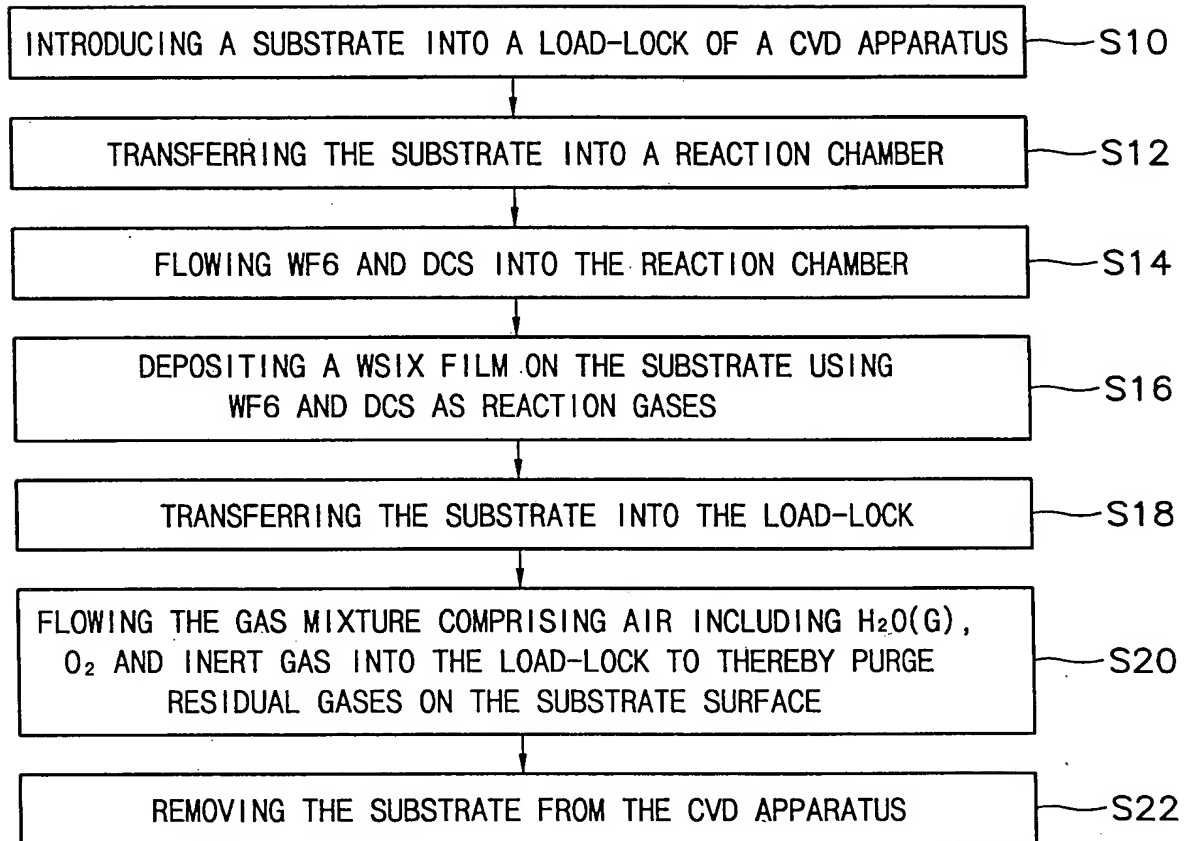 INTRODUCING A SUBSTRATE INTO A LOAD-LOCK OF A CVD APPARATUS S10
TRANSFERRING THE SUBSTRATE INTO A REACTION CHAMBER S12
FLOWING WF6 AND DCS INTO THE REACTION CHAMBER S14
DEPOSITING A WSIX FILM ON THE SUBSTRATE USING
WF6 AND DCS AS REACTION GASES S16
TRANSFERRING THE SUBSTRATE INTO THE LOAD-LOCK S18
FLOWING THE GAS MIXTURE COMPRISING AIR INCLUDING H₂O(G),
O₂ AND INERT GAS INTO THE LOAD-LOCK TO THEREBY PURGE S20
RESIDUAL GASES ON THE SUBSTRATE SURFACE
REMOVING THE SUBSTRATE FROM THE CVD APPARATUS S22